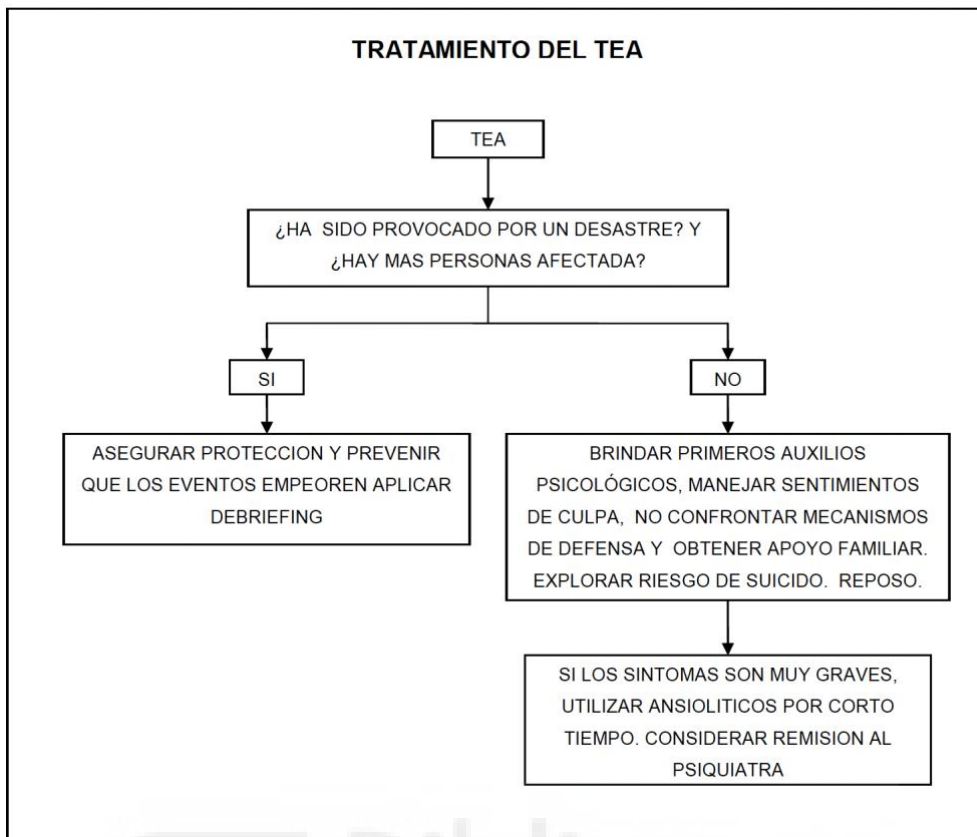 TRATAMIENTO DEL TEA
TEA
¿HA SIDO PROVOCADO POR UN DESASTRE? Y
¿HAY MAS PERSONAS AFECTADA?
SI
NO
ASEGURAR PROTECCION Y PREVENIR
QUE LOS EVENTOS EMPEOREN APLICAR
DEBRIEFING
BRINDAR PRIMEROS AUXILIOS
PSICOLÓGICOS, MANEJAR SENTIMIENTOS
DE CULPA, NO CONFRONTAR MECANISMOS
DE DEFENSA Y OBTENER APOYO FAMILIAR.
EXPLORAR RIESGO DE SUICIDO. REPOSO.
SI LOS SINTOMAS SON MUY GRAVES,
UTILIZAR ANSIOLITICOS POR CORTO
TIEMPO. CONSIDERAR REMISION AL
PSIQUIATRA